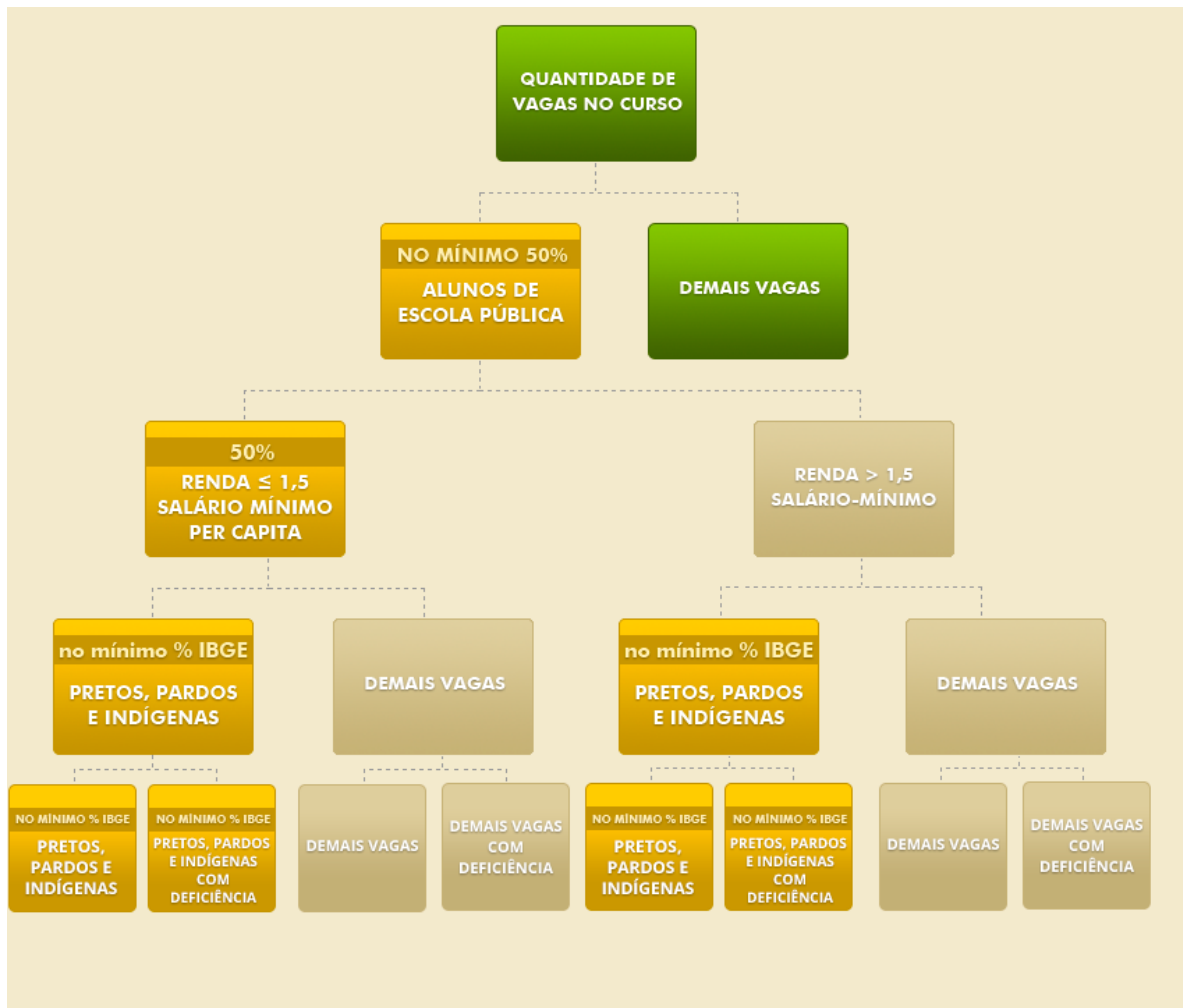 QUANTIDADE DE
VAGAS NO CURSO
NO MÍNIMO 50%
ALUNOS DE
ESCOLA PÚBLICA
DEMAIS VAGAS
50%
RENDA ≤ 1,5
SALÁRIO MÍNIMO
PER CAPITA
RENDA > 1,5
SALÁRIO-MÍNIMO
no mínimo % IBGE
PRETOS, PARDOS
E INDÍGENAS
DEMAIS VAGAS
no mínimo % IBGE
PRETOS, PARDOS
E INDÍGENAS
DEMAIS VAGAS
NO MÍNIMO % IBGE
PRETOS,
PARDOS E
INDÍGENAS
NO MÍNIMO % IBGE
PRETOS, PARDOS
E INDÍGENAS
COM
DEFICIÊNCIA
DEMAIS VAGAS
DEMAIS VAGAS
COM
DEFICIÊNCIA
NO MÍNIMO % IBGE
PRETOS,
PARDOS E
INDÍGENAS
NO MÍNIMO % IBGE
PRETOS, PARDOS
E INDÍGENAS
COM
DEFICIÊNCIA
DEMAIS VAGAS
DEMAIS VAGAS
COM
DEFICIÊNCIA